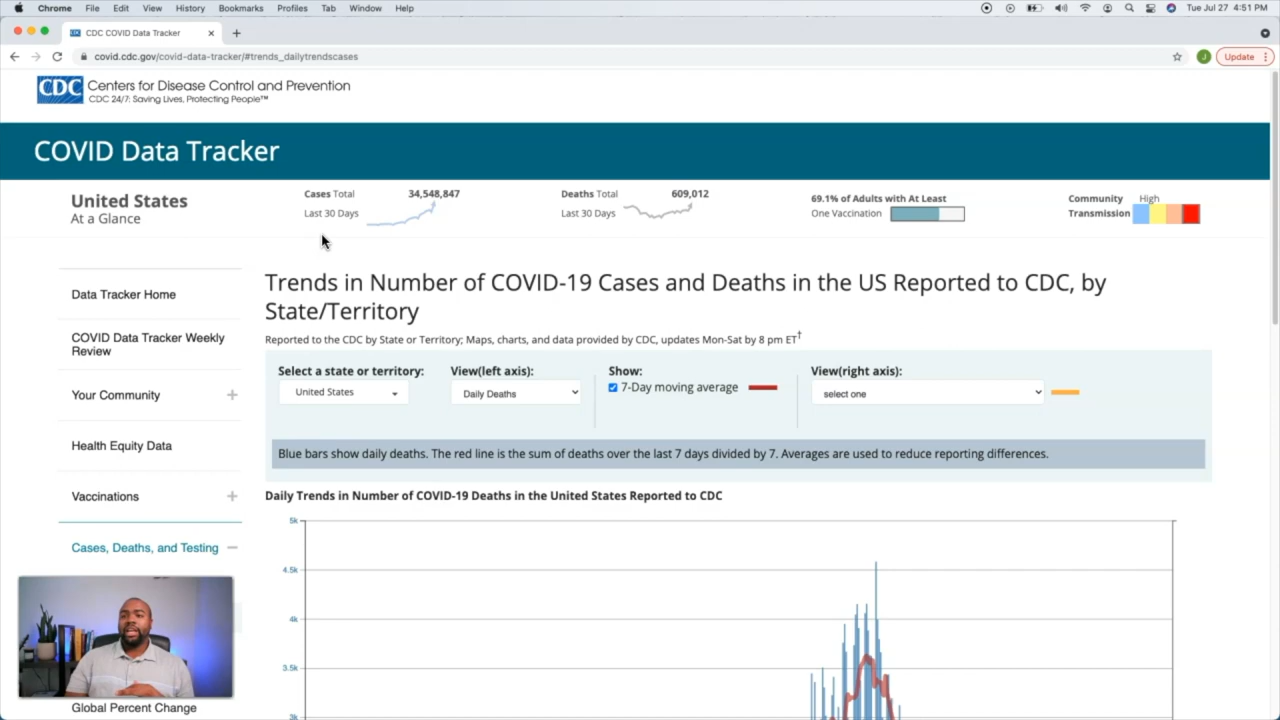 Chrome File Edit View History Bookmarks Profiles Tab Window Help Tue Jul 27 4:51 PM
CDC COVID Data Tracker
covid.cdc.gov/covid-data-tracker/#trends_dailytrendscases
J
Update
CDC Centers for Disease Control and Prevention
CDC 24/7: Saving Lives, Protecting People™
COVID Data Tracker
United States
At a Glance
Cases Total 34,548,847
Last 30 Days
Deaths Total 609,012
Last 30 Days
69.1% of Adults with At Least
One Vaccination
Community High
Transmission
Data Tracker Home
COVID Data Tracker Weekly
Review
Your Community
Health Equity Data
Vaccinations
Cases, Deaths, and Testing
Global Percent Change
Trends in Number of COVID-19 Cases and Deaths in the US Reported to CDC, by
State/Territory
Reported to the CDC by State or Territory; Maps, charts, and data provided by CDC, updates Mon-Sat by 8 pm ET†
Select a state or territory: View(left axis): Show: View(right axis):
United States Daily Deaths 7-Day moving average select one
Blue bars show daily deaths. The red line is the sum of deaths over the last 7 days divided by 7. Averages are used to reduce reporting differences.
Daily Trends in Number of COVID-19 Deaths in the United States Reported to CDC
5k
4.5k
4k
3.5k
3k